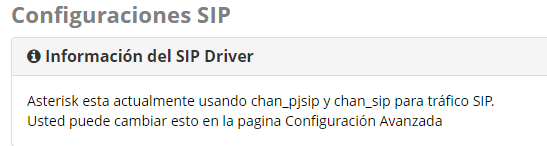 Configuraciones SIP
Información del SIP Driver
Asterisk esta actualmente usando chan_pjsip y chan_sip para tráfico SIP.
Usted puede cambiar esto en la pagina Configuración Avanzada